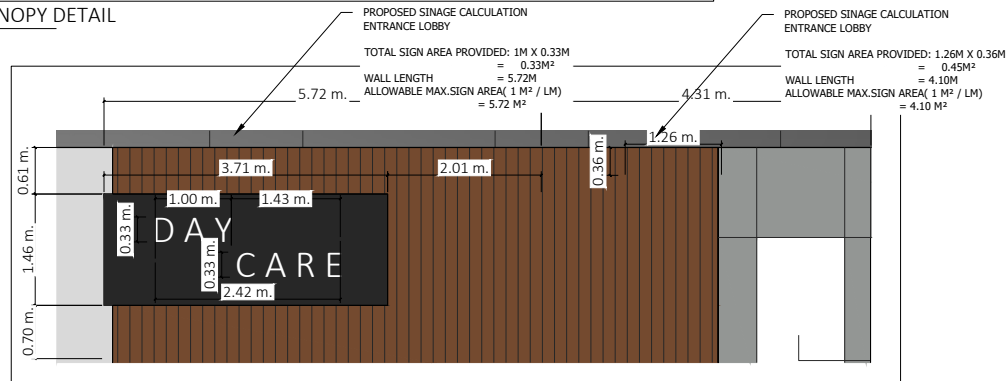 NOPY DETAIL
PROPOSED SINAGE CALCULATION
ENTRANCE LOBBY
TOTAL SIGN AREA PROVIDED: 1M X 0.33M
= 0.33M²
WALL LENGTH = 5.72M
ALLOWABLE MAX.SIGN AREA( 1 M² / LM)
= 5.72 M²
PROPOSED SINAGE CALCULATION
ENTRANCE LOBBY
TOTAL SIGN AREA PROVIDED: 1.26M X 0.36M
= 0.45M²
WALL LENGTH = 4.10M
ALLOWABLE MAX.SIGN AREA( 1 M² / LM)
= 4.10 M²
5.72 m.
4.31 m.
1.26 m.
0.61 m.
3.71 m.
2.01 m.
0.36 m.
1.00 m.
1.43 m.
0.33 m.
DAY
1.46 m.
0.33 m.
CARE
2.42 m.
0.70 m.